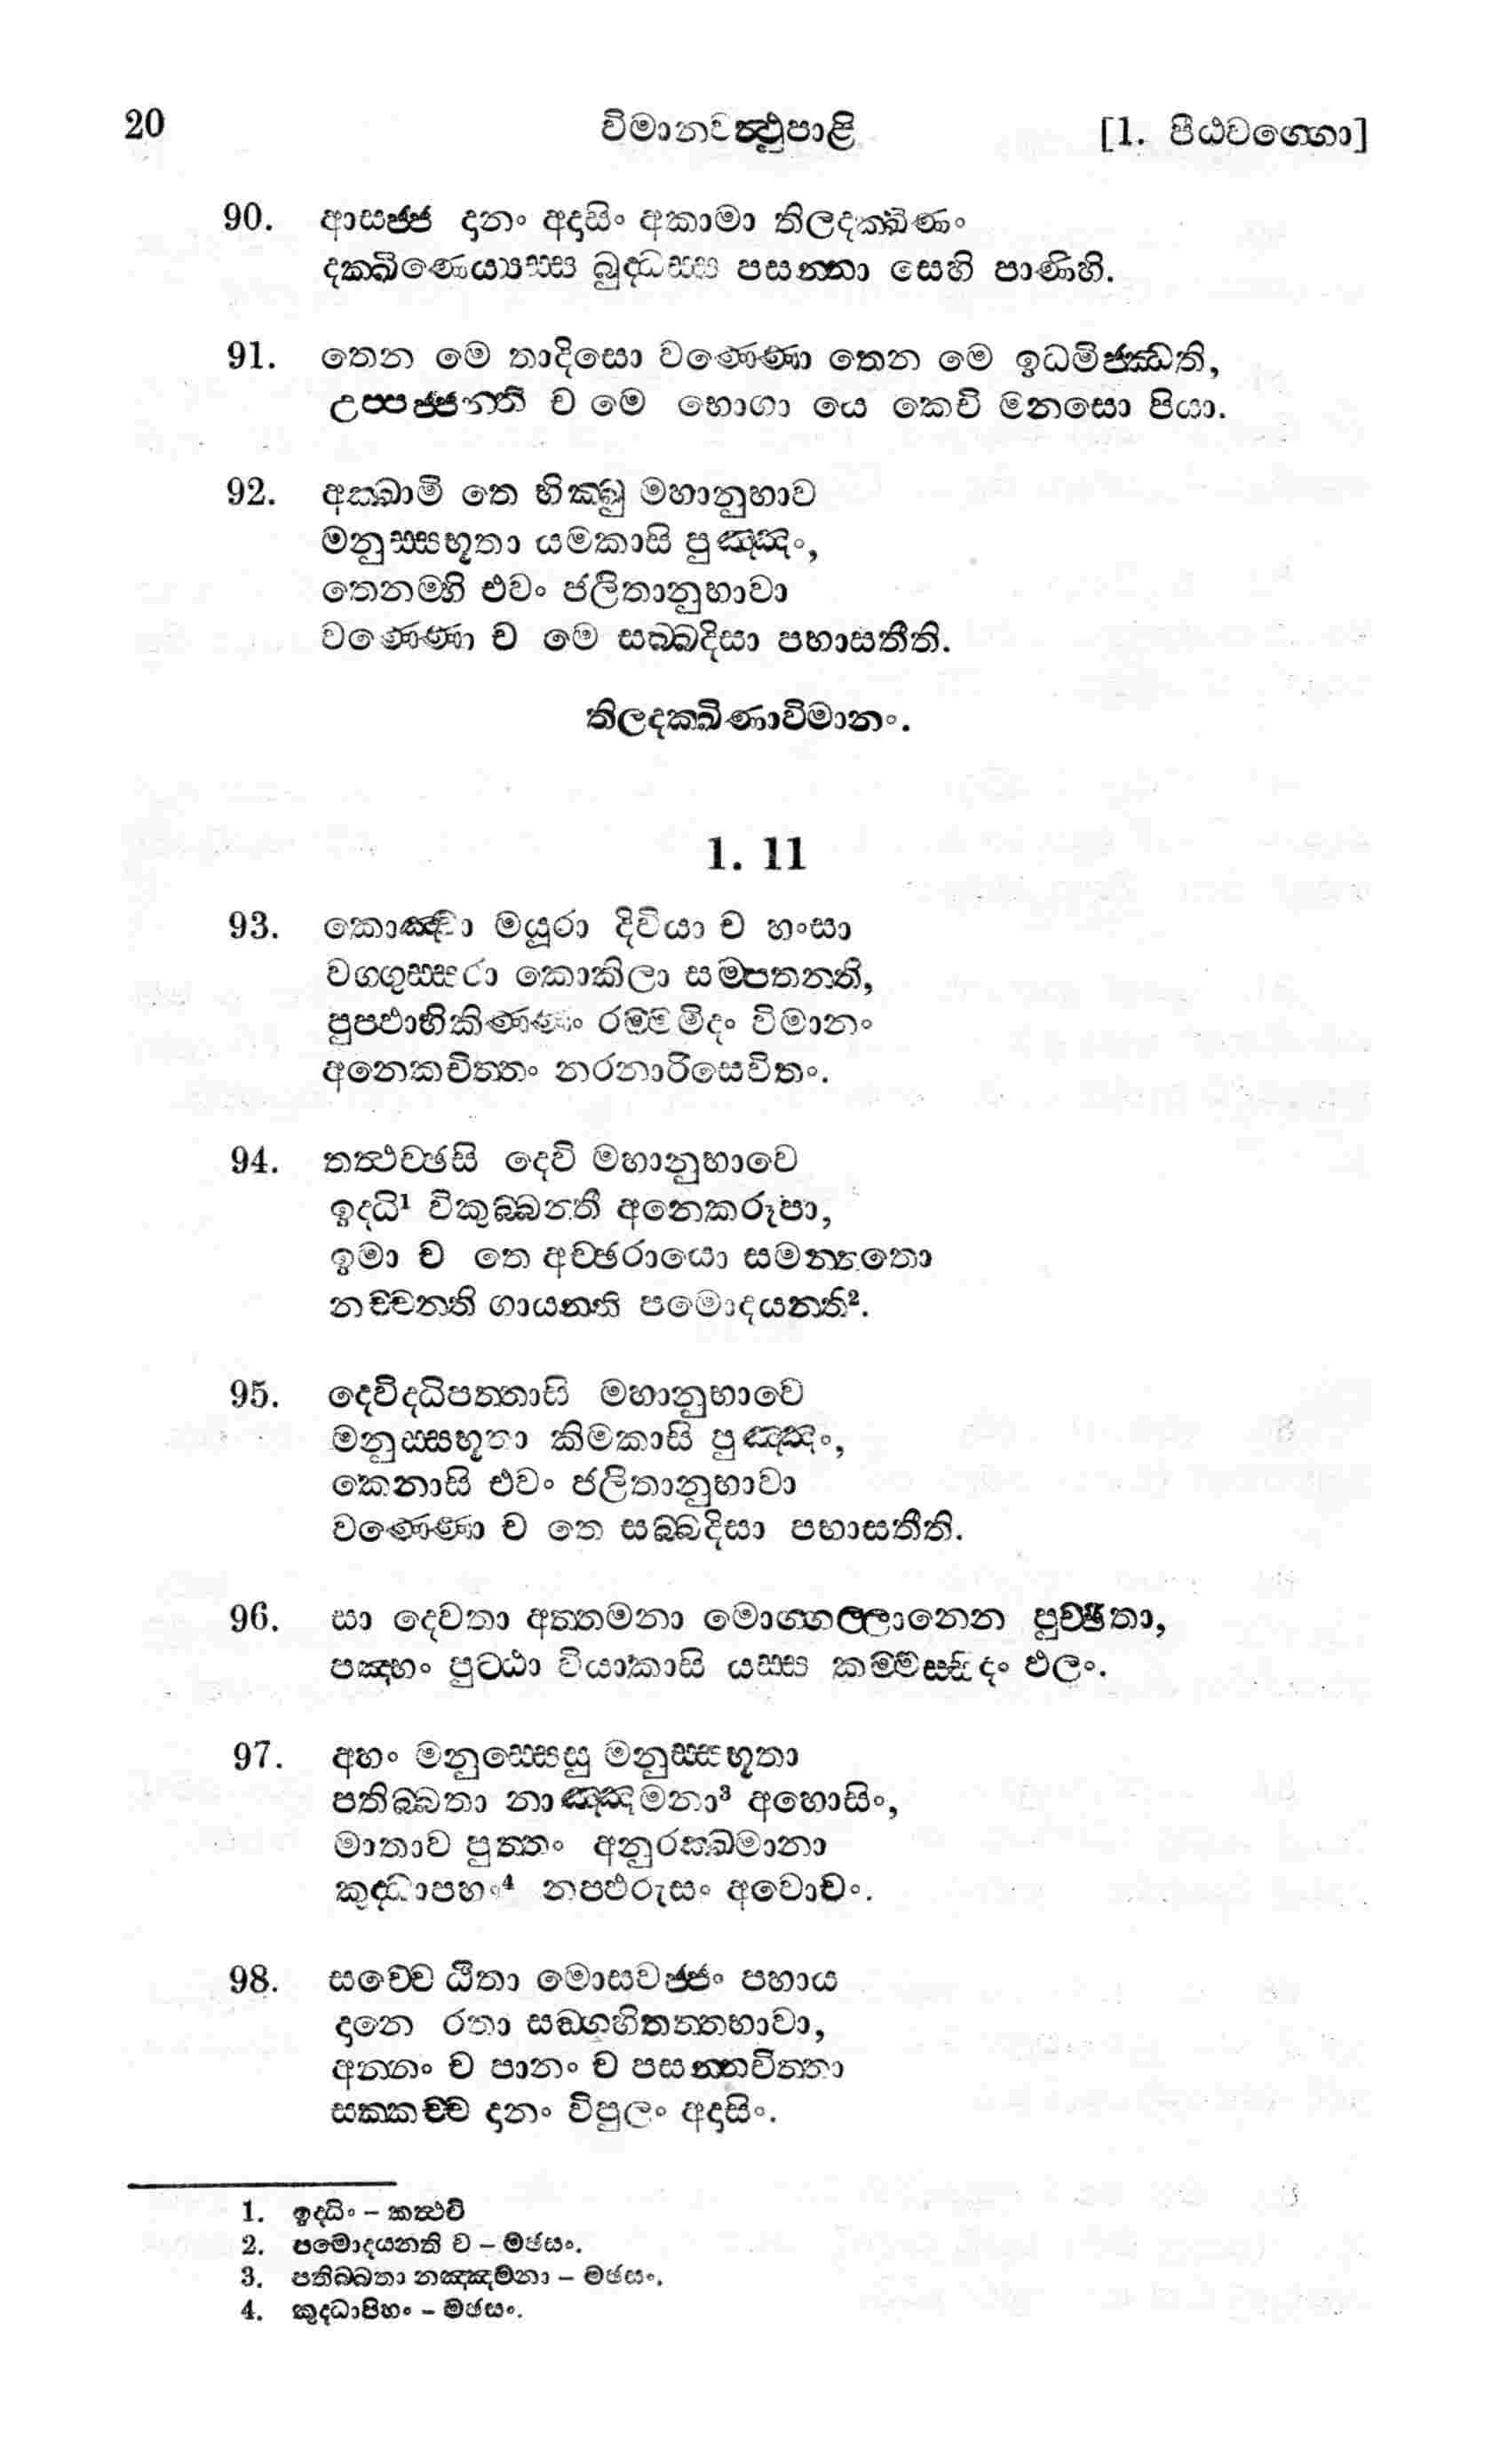 20 විමානවත්ථුපාළි [1. පීඨවග්ගො]
90. ආසජ්ජ දානං අදාසිං අකාමා තිලදක්ඛිණං
දක්ඛිණෙය්‍යස්ස බුද්ධස්ස පසන්නා සෙහි පාණිහි.
91. තෙන මෙ තාදිසො වණ්ණො තෙන මෙ ඉධමිජ්ඣති,
උප්පජ්ජන්ති ච මෙ භොගා යෙ කෙචි මනසො පියා.
92. අක්ඛාමි තෙ භික්ඛු මහානුභාව
මනුස්සභූතා යමකාසි පුඤ්ඤං,
තෙනම්හි එවං ජලිතානුභාවා
වණ්ණො ච මෙ සබ්බදිසා පභාසතීති.
තිලදක්ඛිණාවිමානං.
1. 11
93. කොඤ්චා මයූරා දිවියා ච හංසා
වග්ගුස්සරා කොකිලා සම්පතන්ති,
පුප්ඵාභිකිණ්ණං රම්මමිදං විමානං
අනෙකචිත්තං නරනාරිසෙවිතං.
94. තත්ථච්ඡසි දෙවි මහානුභාවෙ
ඉද්ධි¹ විකුබ්බන්තී අනෙකරූපා,
ඉමා ච තෙ අච්ඡරායො සමන්තතො
නච්චන්ති ගායන්ති පමොදයන්ති².
95. දෙවිද්ධිපත්තාසි මහානුභාවෙ
මනුස්සභූතා කිමකාසි පුඤ්ඤං,
කෙනාසි එවං ජලිතානුභාවා
වණ්ණො ච තෙ සබ්බදිසා පභාසතීති.
96. සා දෙවතා අත්තමනා මොග්ගල්ලානෙන පුච්ඡිතා,
පඤ්හං පුට්ඨා වියාකාසි යස්ස කම්මස්සිදං ඵලං.
97. අහං මනුස්සෙසු මනුස්සභූතා
පතිබ්බතා නාඤ්ඤමනා³ අහොසිං,
මාතාව පුත්තං අනුරක්ඛමානා
කුද්ධාපහං⁴ නප්ඵරුසං අවොචං.
98. සච්චෙ ඨිතා මොසවජ්ජං පහාය
දානෙ රතා සඞ්ගහිතත්තභාවා,
අන්නං ච පානං ච පසන්නචිත්තා
සක්කච්ච දානං විපුලං අදාසිං.
1. ඉද්ධිං – කත්ථචි
2. පමොදයන්ති ච – මඡසං.
3. පතිබ්බතා නඤ්ඤමනා – මඡසං.
4. කුද්ධාපිහං – මඡසං.